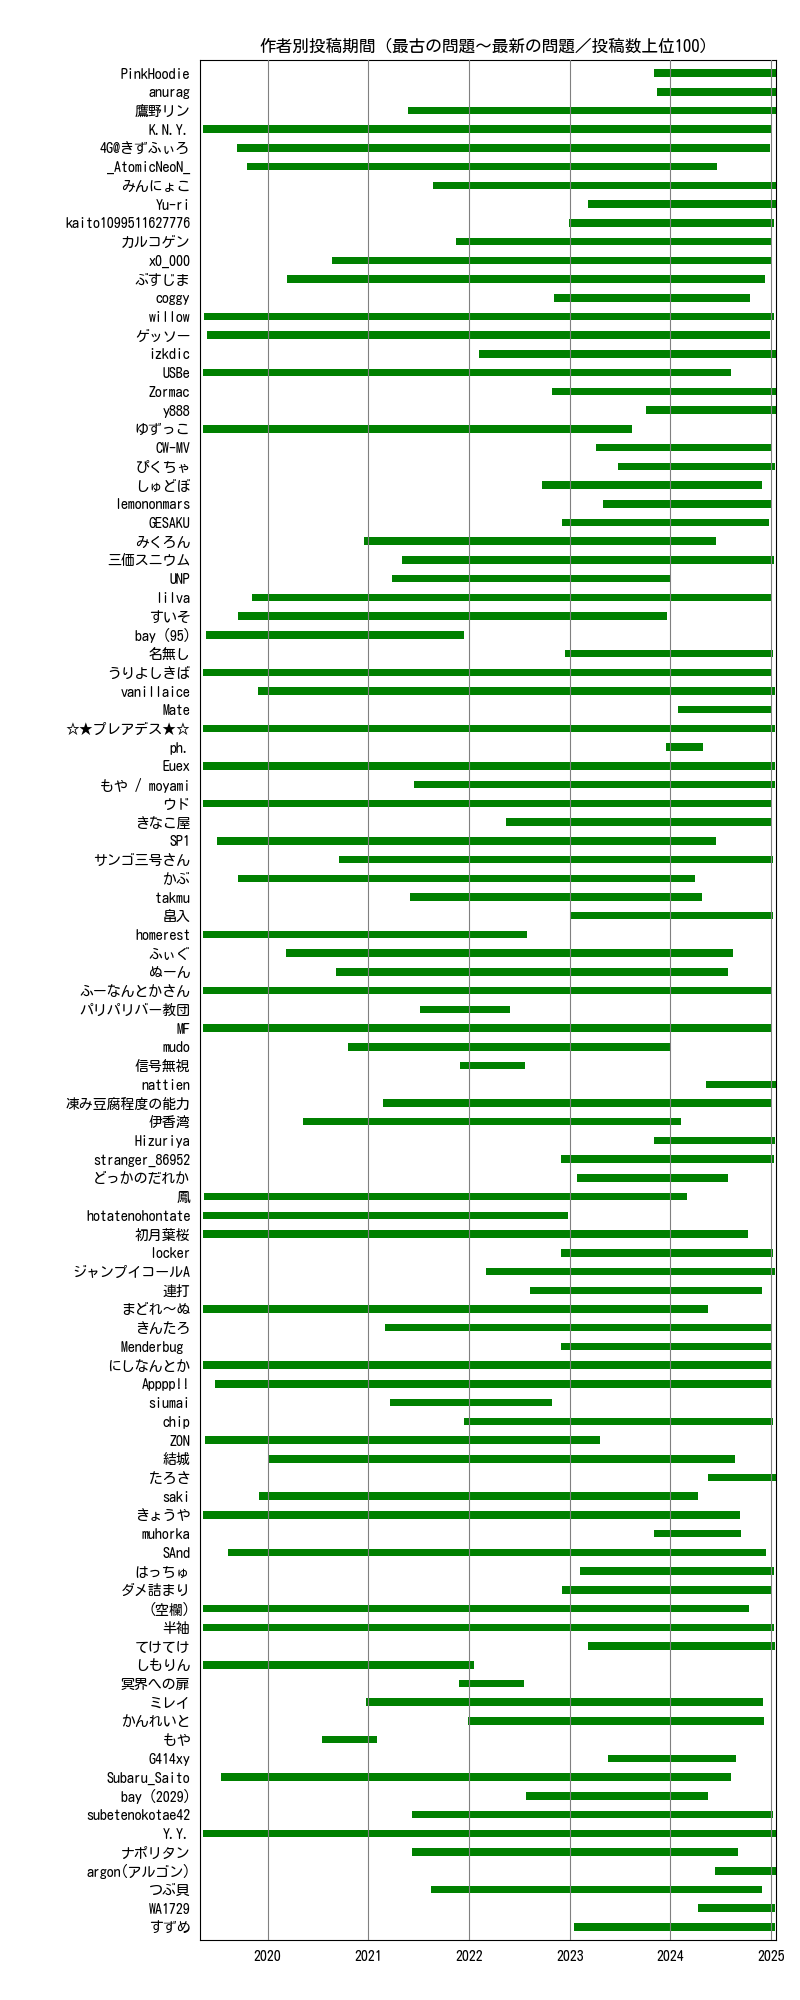 作者別投稿期間（最古の問題～最新の問題／投稿数上位100）
PinkHoodie
anurag
鷹野リン
K.N.Y.
4G@きずふぃろ
_AtomicNeoN_
みんにょこ
Yu-ri
kaito1099511627776
カルコゲン
x0_000
ぶすじま
coggy
willow
ゲッソー
izkdic
USBe
Zormac
y888
ゆずっこ
CW-MV
ぴくちゃ
しゅどぼ
lemononmars
GESAKU
みくろん
三価スニウム
UNP
lilva
すいそ
bay (95)
名無し
うりよしきば
vanillaice
Mate
☆★プレアデス★☆
ph.
Euex
もや / moyami
ウド
きなこ屋
SP1
サンゴ三号さん
かぶ
takmu
畠入
homerest
ふぃぐ
ぬーん
ふーなんとかさん
パリパリバー教団
MF
mudo
信号無視
nattien
凍み豆腐程度の能力
伊香湾
Hizuriya
stranger_86952
どっかのだれか
鳳
hotatenohontate
初月葉桜
locker
ジャンプイコールA
連打
まどれ～ぬ
きんたろ
Menderbug
にしなんとか
Appppll
siumai
chip
ZON
結城
たろさ
saki
きょうや
muhorka
SAnd
はっちゅ
ダメ詰まり
(空欄)
半袖
てけてけ
しもりん
冥界への扉
ミレイ
かんれいと
もや
G414xy
Subaru_Saito
bay (2029)
subetenokotae42
Y.Y.
ナポリタン
argon(アルゴン)
つぶ貝
WA1729
すずめ
2020 2021 2022 2023 2024 2025